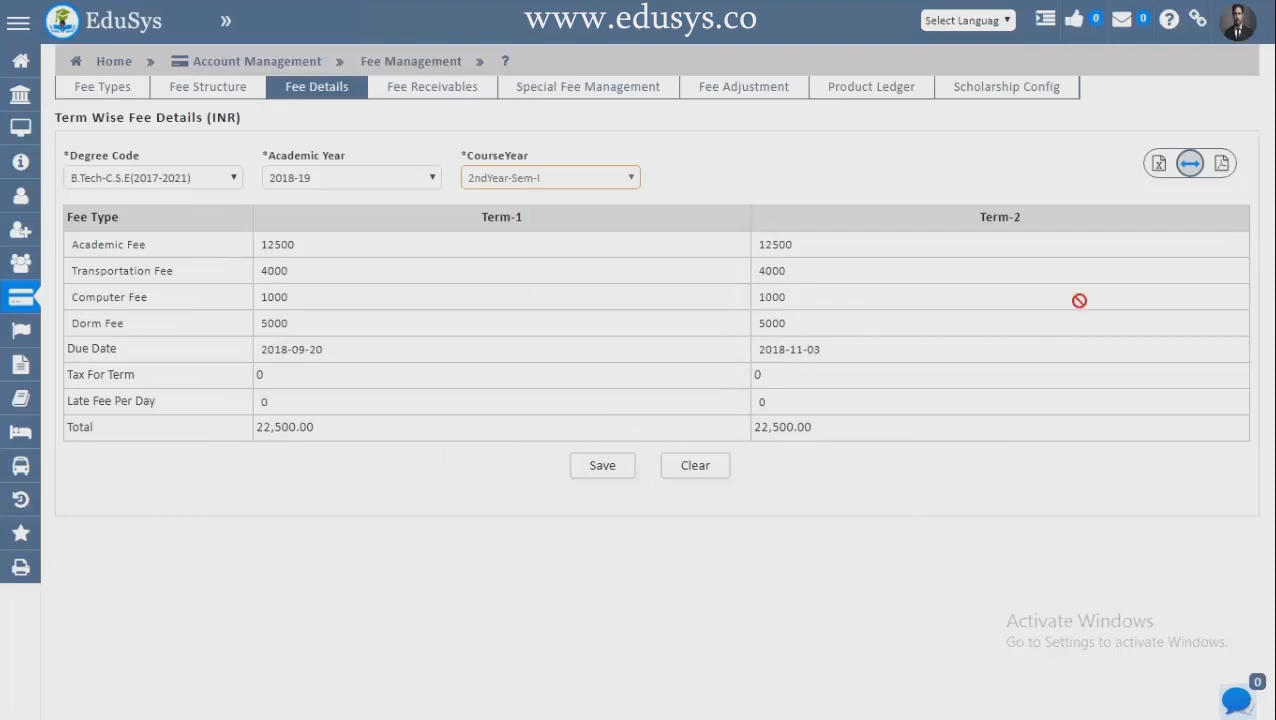 EduSys » www.edusys.co Select Languag 0 0
Home » Account Management » Fee Management » ?
Fee Types Fee Structure Fee Details Fee Receivables Special Fee Management Fee Adjustment Product Ledger Scholarship Config
Term Wise Fee Details (INR)
*Degree Code *Academic Year *CourseYear
B.Tech-C.S.E(2017-2021) 2018-19 2ndYear-Sem-I
Fee Type Term-1 Term-2
Academic Fee 12500 12500
Transportation Fee 4000 4000
Computer Fee 1000 1000
Dorm Fee 5000 5000
Due Date 2018-09-20 2018-11-03
Tax For Term 0 0
Late Fee Per Day 0 0
Total 22,500.00 22,500.00
Save Clear
Activate Windows
Go to Settings to activate Windows.
0